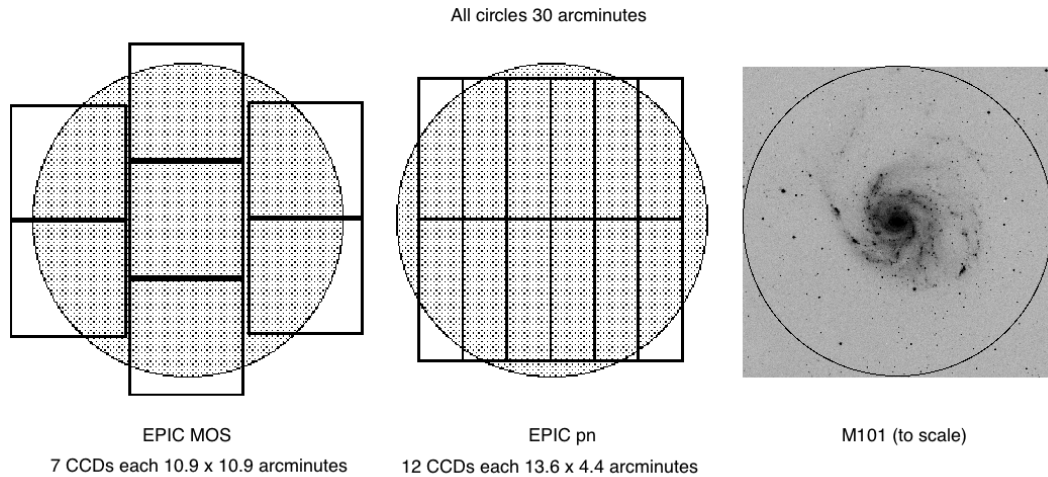 All circles 30 arcminutes
EPIC MOS
7 CCDs each 10.9 x 10.9 arcminutes
EPIC pn
12 CCDs each 13.6 x 4.4 arcminutes
M101 (to scale)